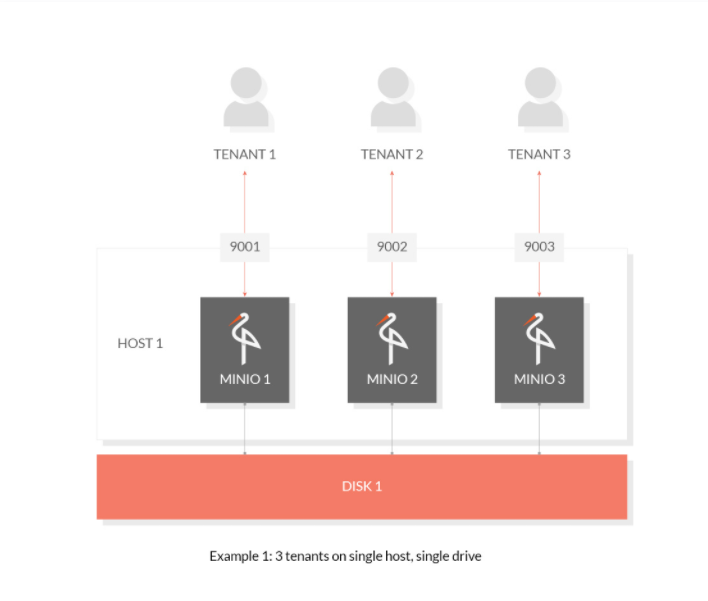 TENANT 1
TENANT 2
TENANT 3
9001
9002
9003
HOST 1
MINIO 1
MINIO 2
MINIO 3
DISK 1
Example 1: 3 tenants on single host, single drive